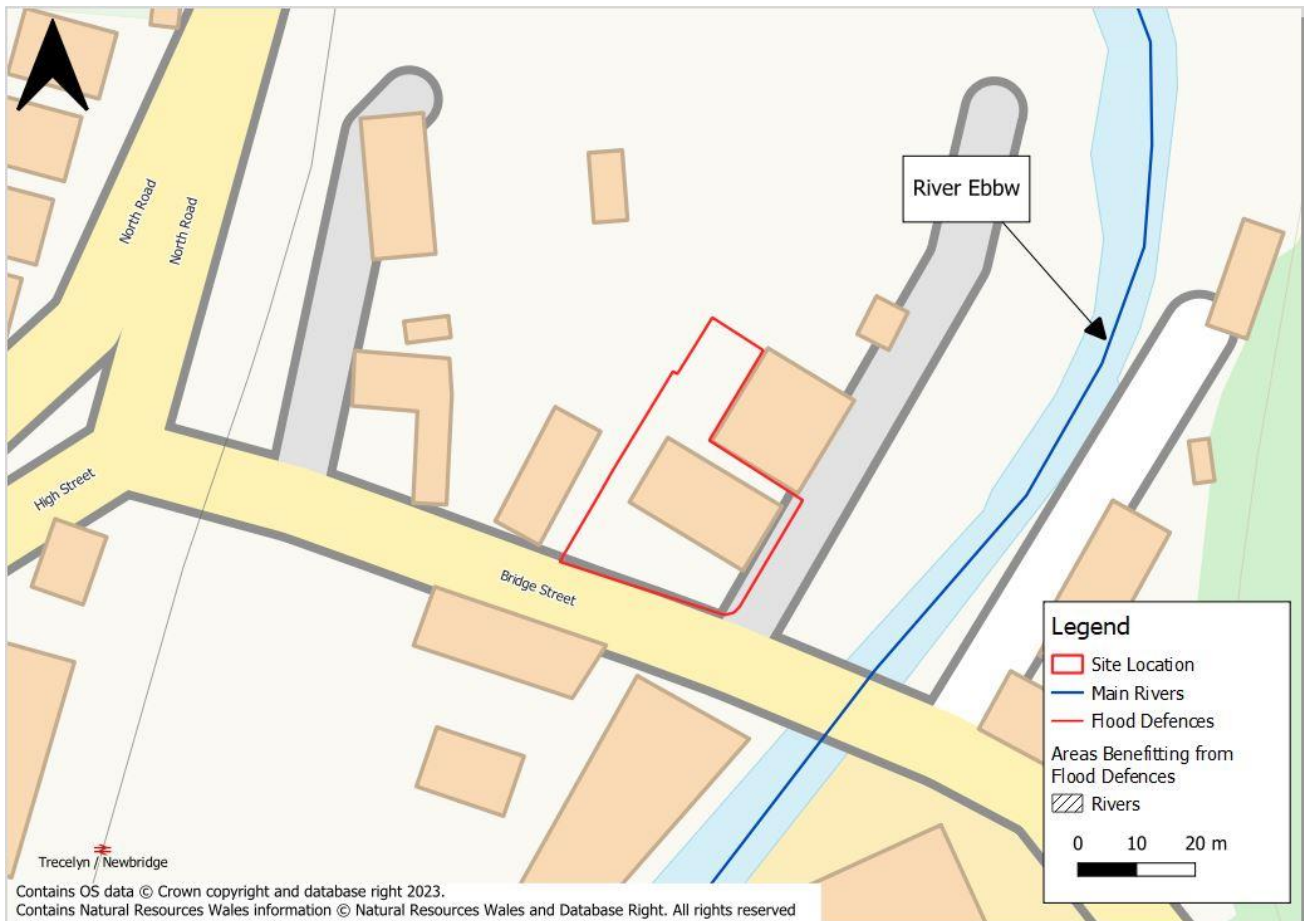 North Road
North Road
River Ebbw
High Street
Bridge Street
Trecelyn / Newbridge
Legend
Site Location
Main Rivers
Flood Defences
Areas Benefitting from
Flood Defences
Rivers
0 10 20 m
Contains OS data © Crown copyright and database right 2023.
Contains Natural Resources Wales information © Natural Resources Wales and Database Right. All rights reserved